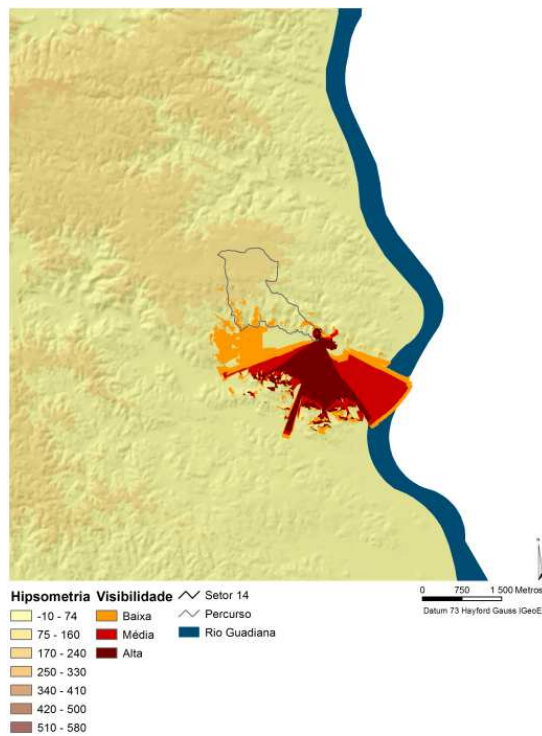 Hipsometria Visibilidade Setor 14
-10 - 74 Baixa Percurso
75 - 160 Média Rio Guadiana
170 - 240 Alta
250 - 330
340 - 410
420 - 500
510 - 580
0 750 1 500 Metros
Datum 73 Hayford Gauss IGeoE